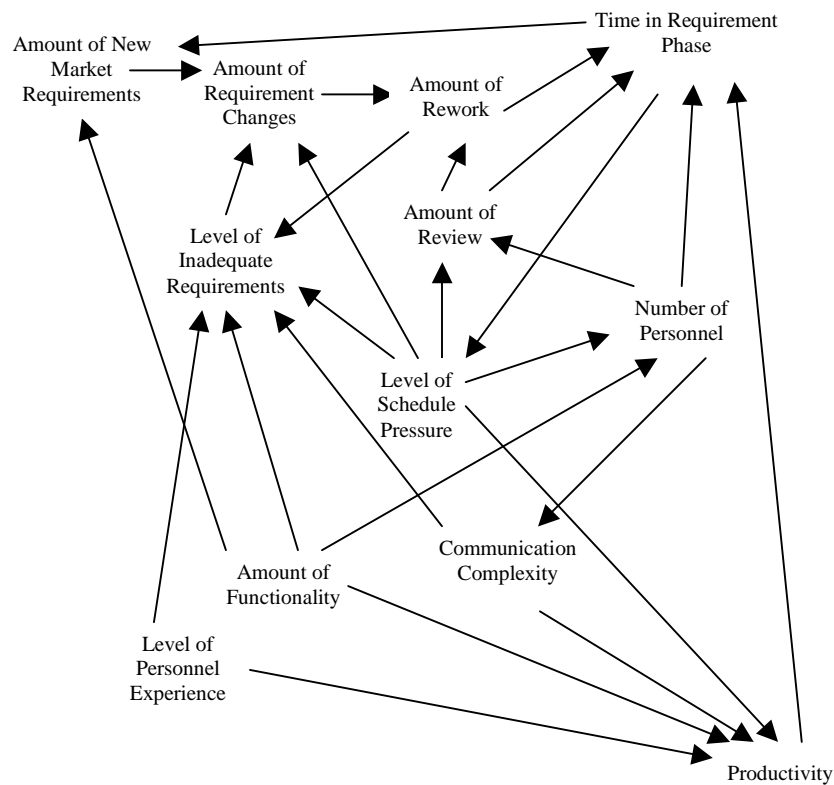 Time in Requirement
Phase
Amount of New
Market
Requirements
Amount of
Requirement
Changes
Amount of
Rework
Amount of
Review
Level of
Inadequate
Requirements
Number of
Personnel
Level of
Schedule
Pressure
Communication
Complexity
Amount of
Functionality
Level of
Personnel
Experience
Productivity